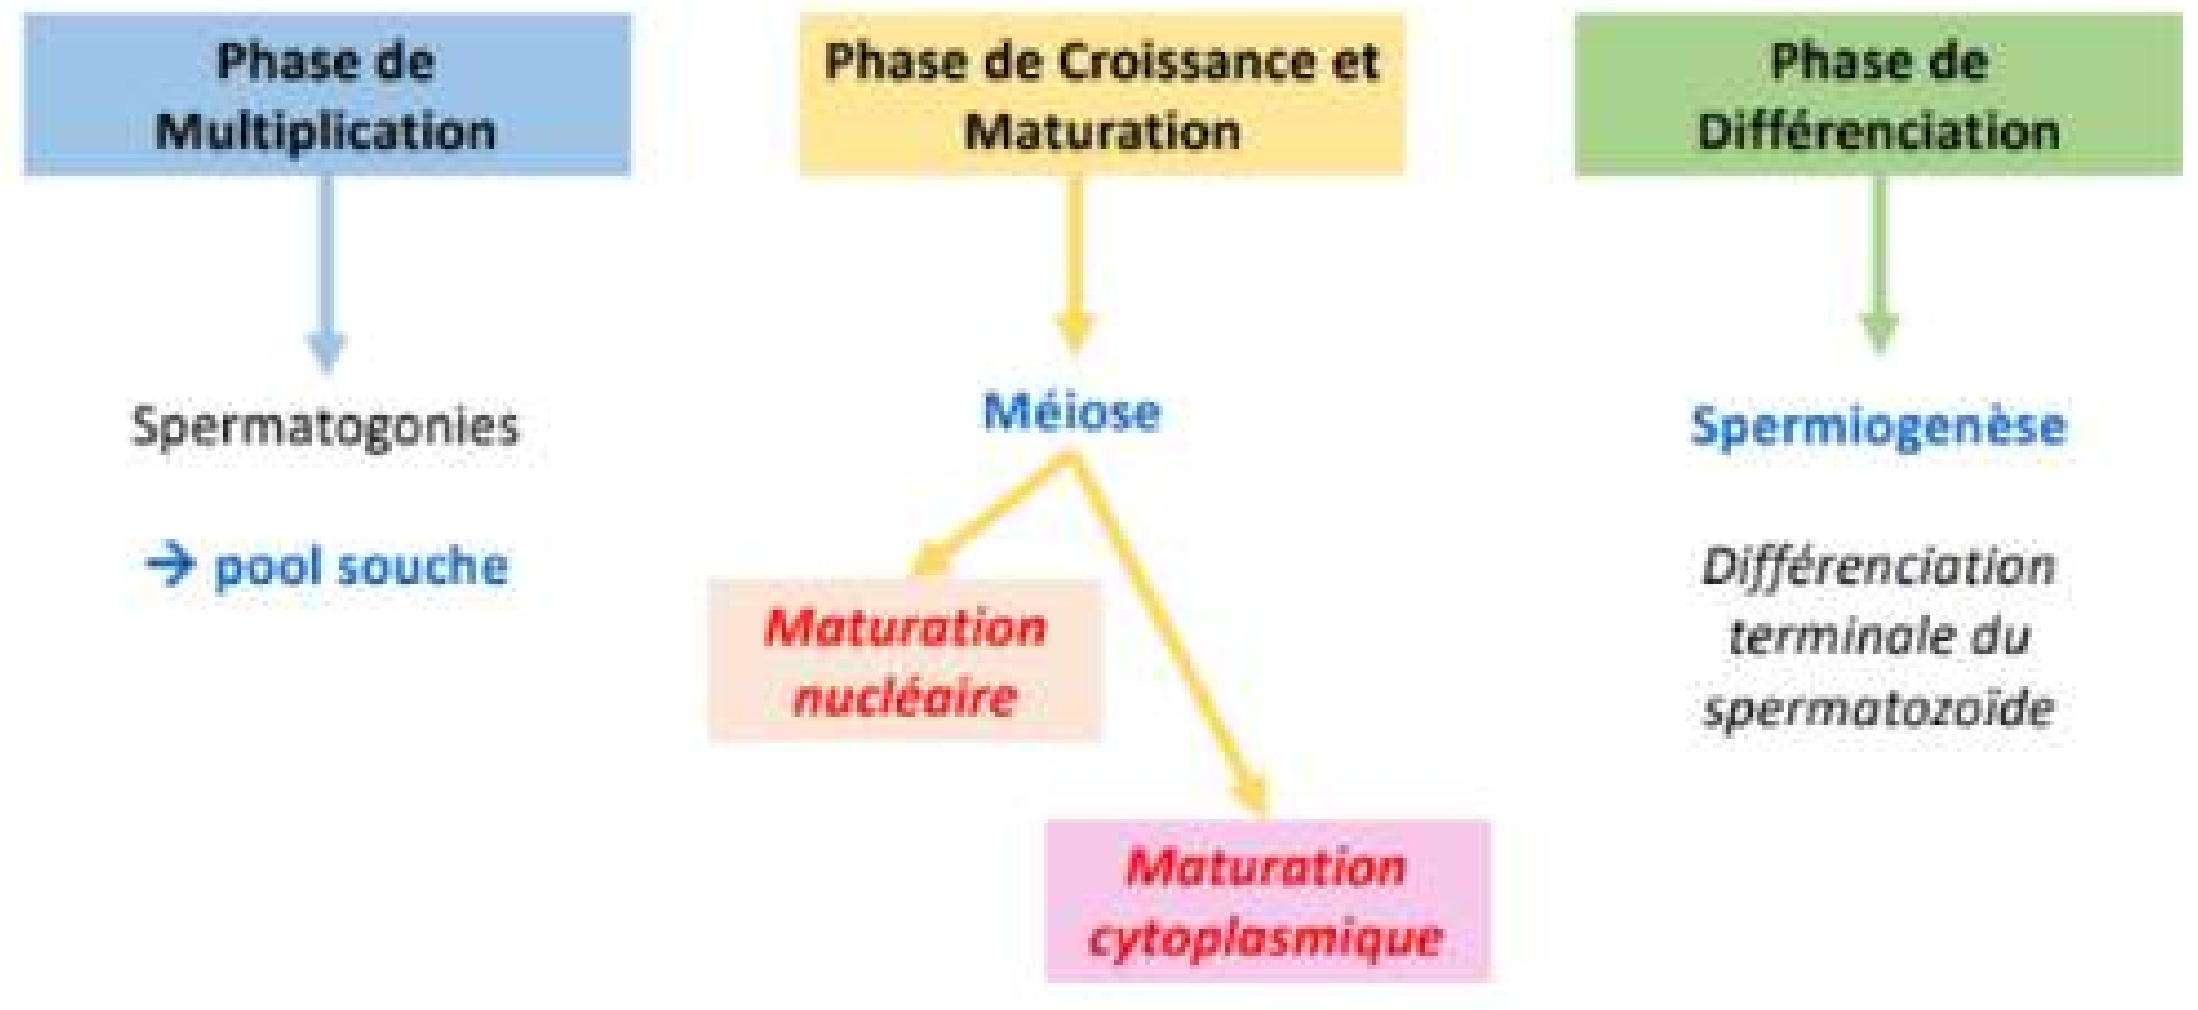 Phase de
Multiplication
Spermatogonies
→ pool souche
Phase de Croissance et
Maturation
Méiose
Maturation
nucléaire
Maturation
cytoplasmique
Phase de
Différenciation
Spermiogenèse
Différenciation
terminale du
spermatozoïde